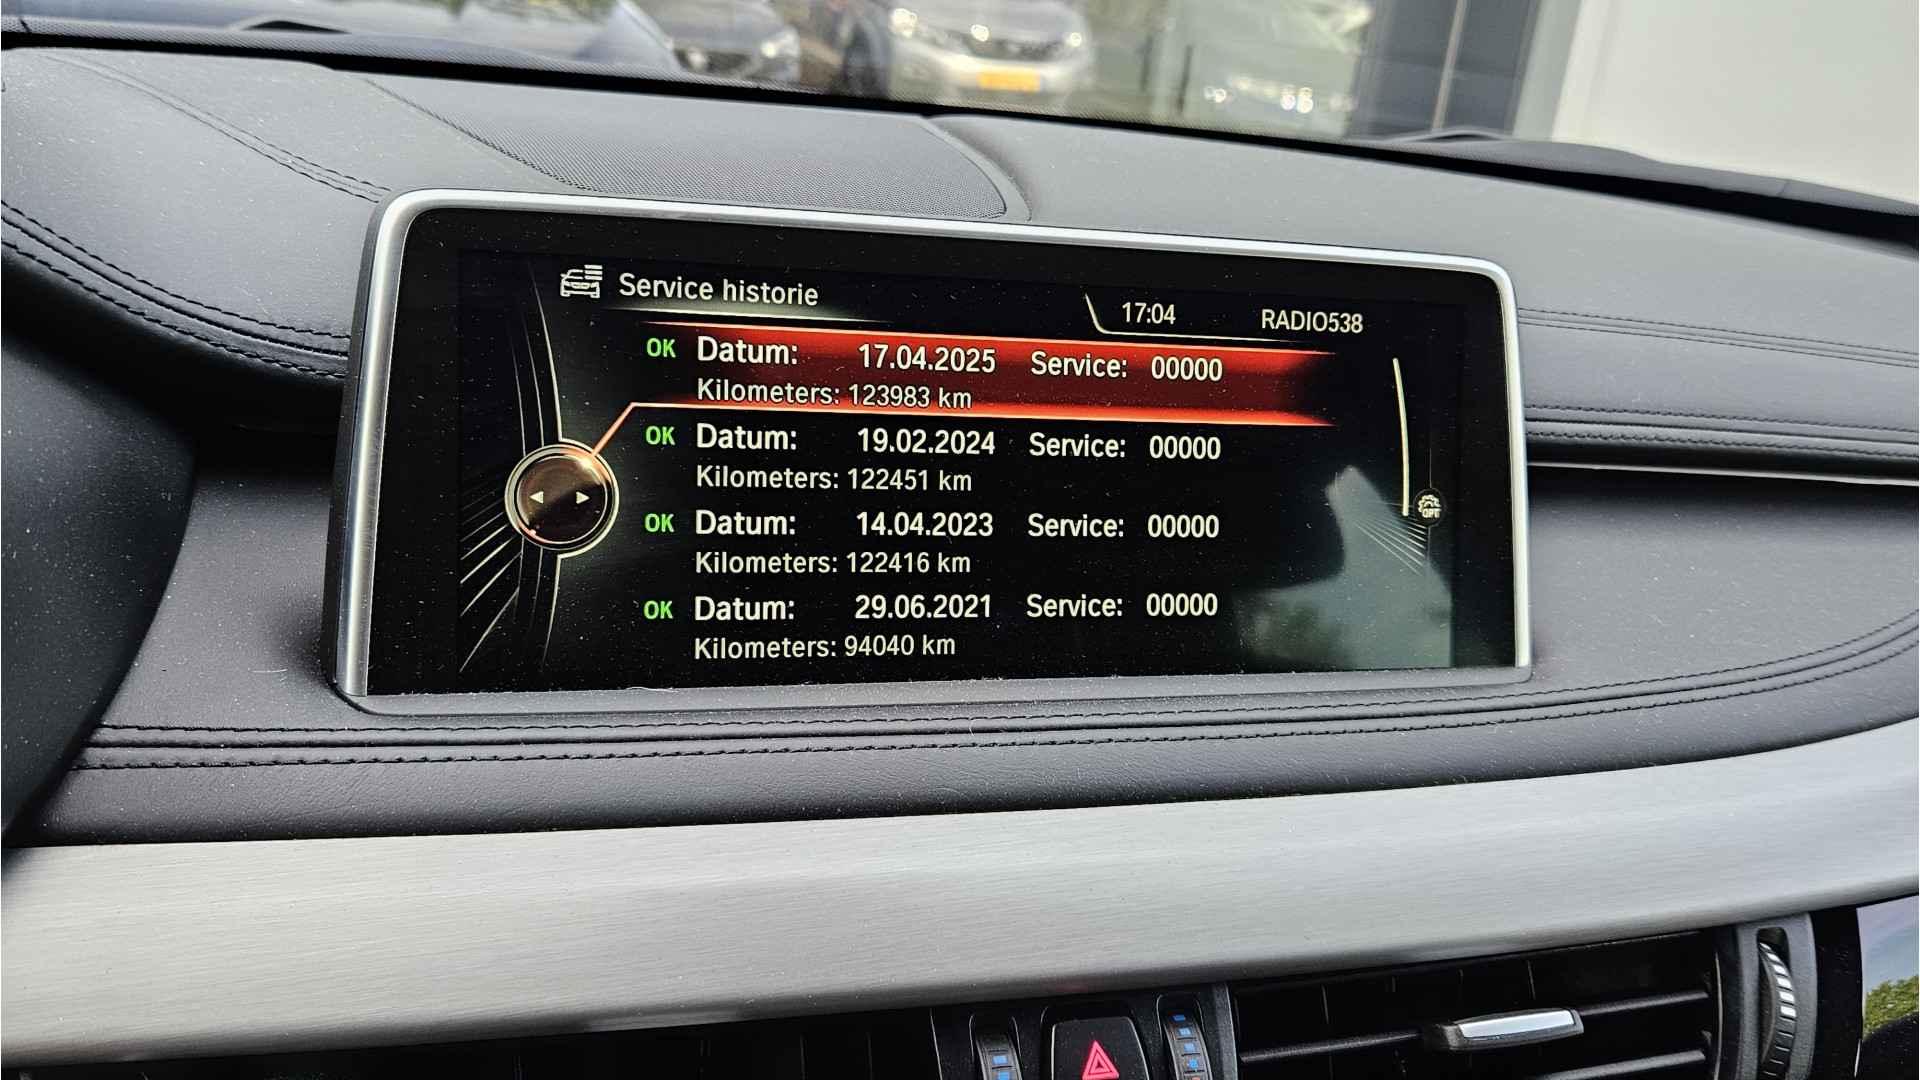 Service historie
17:04 RADIO538
OK Datum: 17.04.2025 Service: 00000
Kilometers: 123983 km
OK Datum: 19.02.2024 Service: 00000
Kilometers: 122451 km
OK Datum: 14.04.2023 Service: 00000
Kilometers: 122416 km
OPT
OK Datum: 29.06.2021 Service: 00000
Kilometers: 94040 km